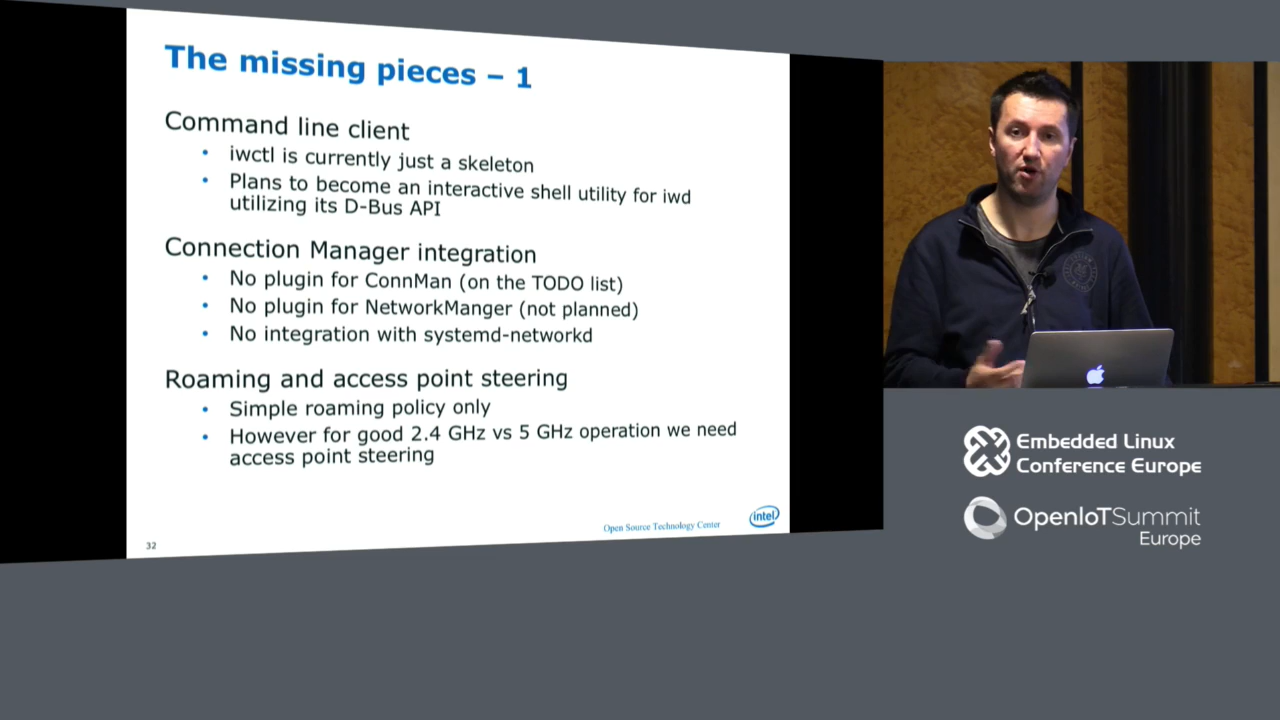 The missing pieces – 1
Command line client
• iwctl is currently just a skeleton
• Plans to become an interactive shell utility for iwd
utilizing its D-Bus API
Connection Manager integration
• No plugin for ConnMan (on the TODO list)
• No plugin for NetworkManger (not planned)
• No integration with systemd-networkd
Roaming and access point steering
• Simple roaming policy only
• However for good 2.4 GHz vs 5 GHz operation we need
access point steering
Open Source Technology Center
intel
32
Embedded Linux
Conference Europe
OpenIoTSummit
Europe